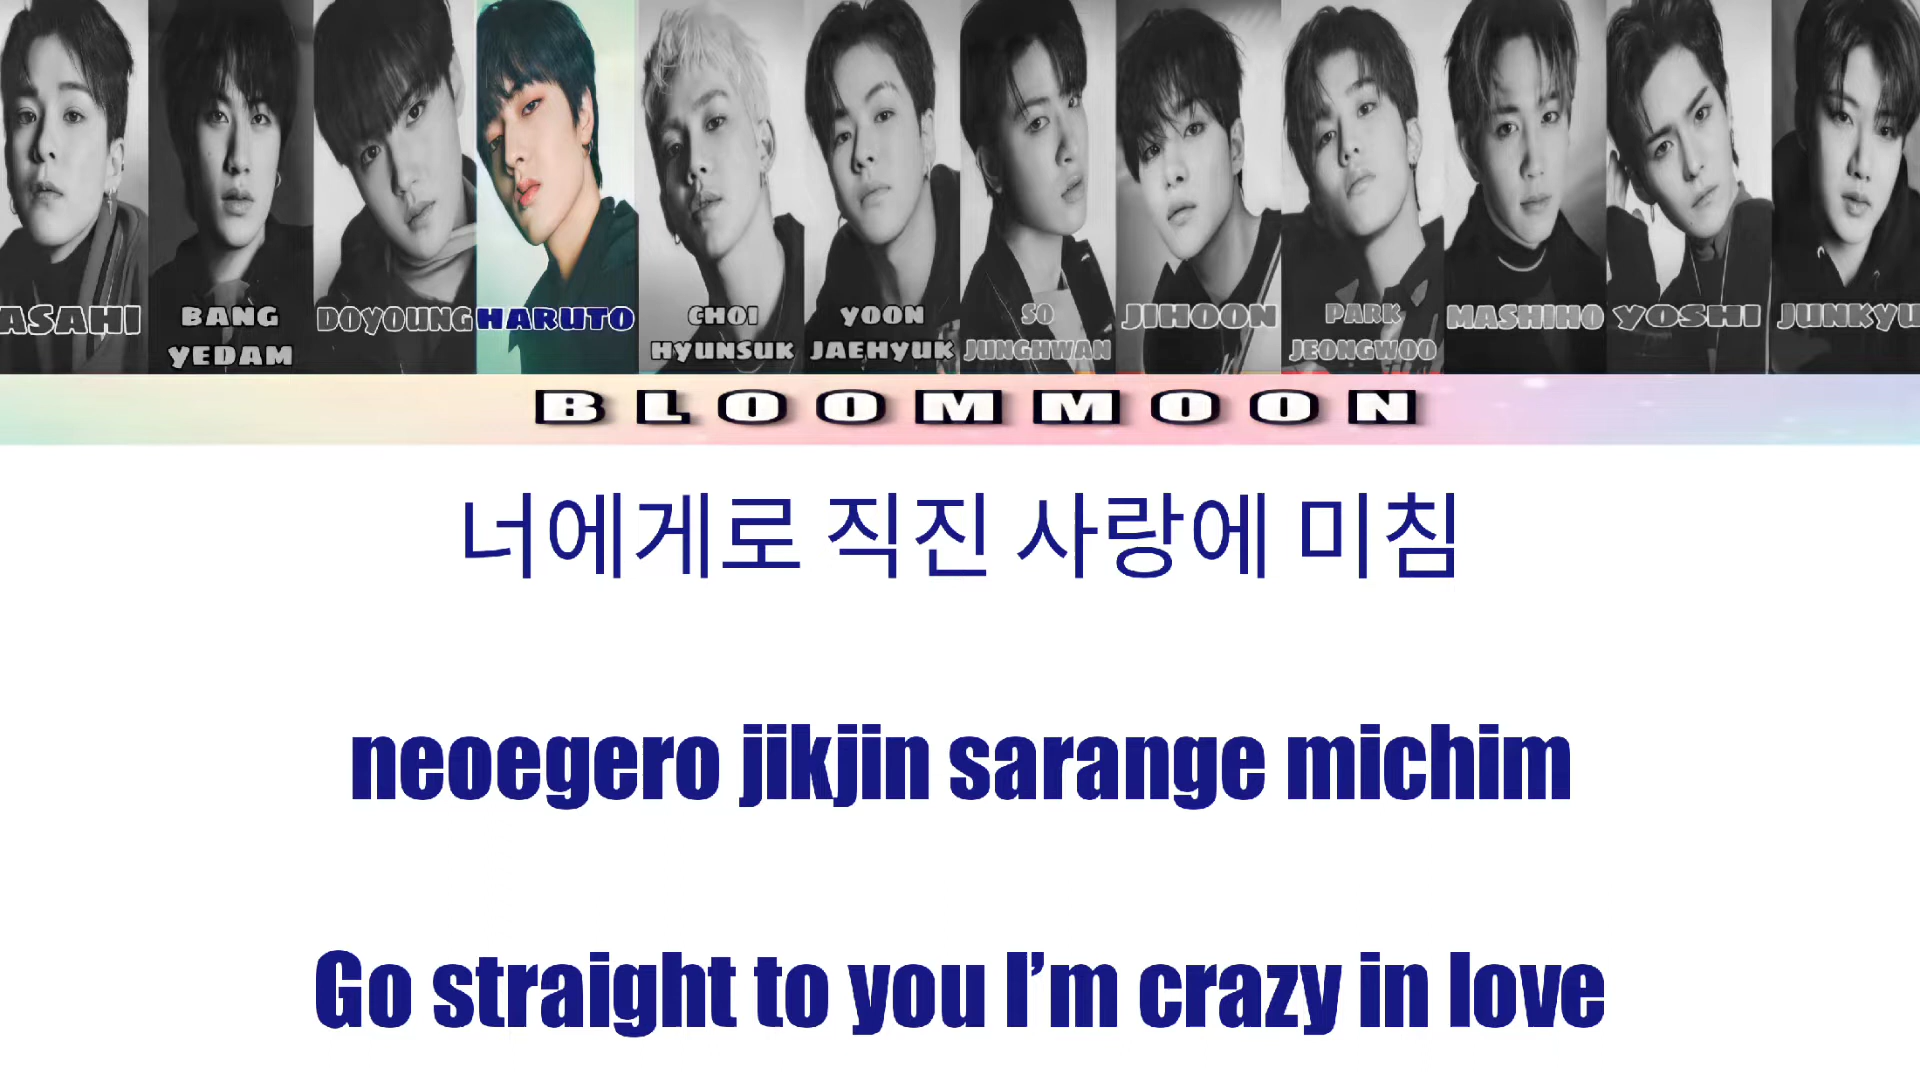 ASAHI
BANG
YEDAM
DOYOUNG
HARUTO
CHOI
HYUNSUK
YOON
JAEHYUK
SO
JUNGHWAN
JIHOON
PARK
JEONGWOO
MASHIHO
YOSHI
JUNKYU
BLOOMMOON
너에게로 직진 사랑에 미침
neoegero jikjin sarange michim
Go straight to you I’m crazy in love